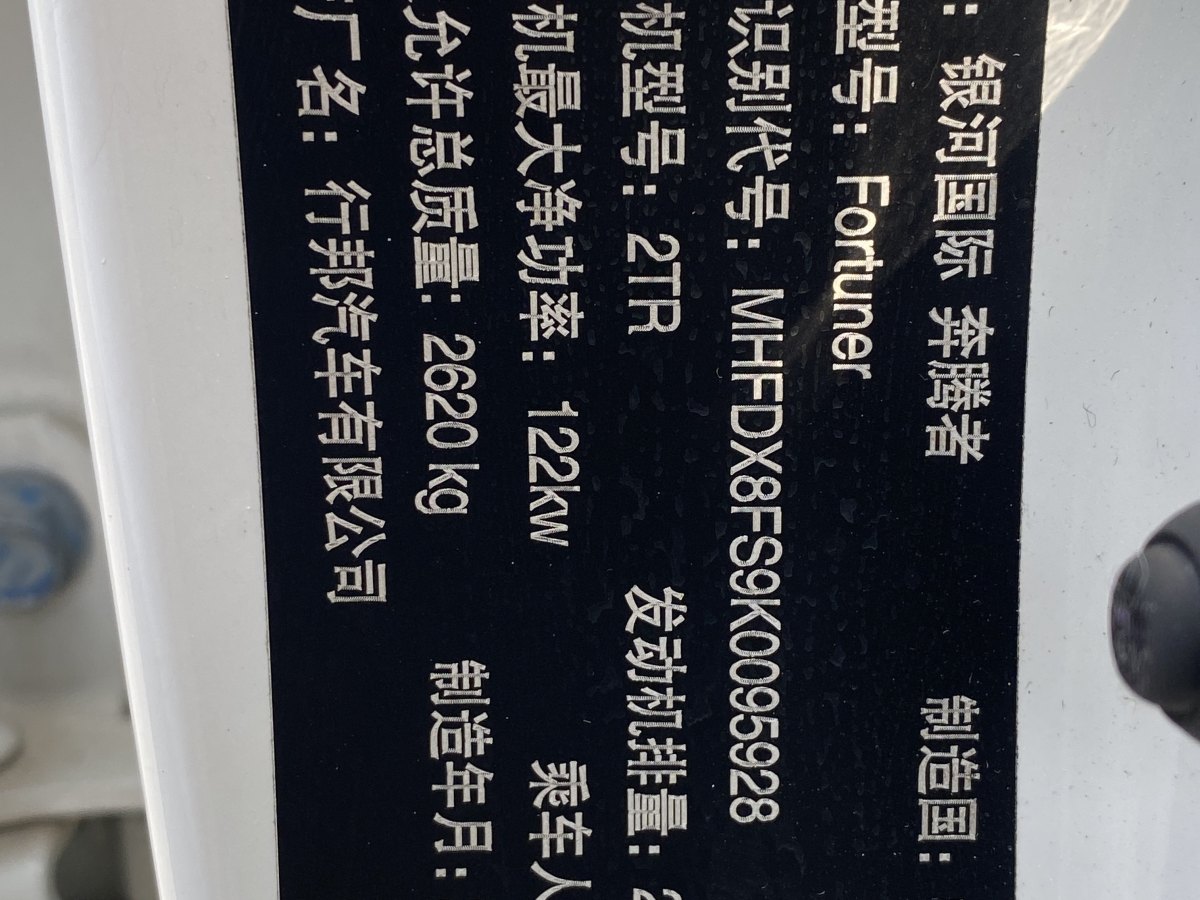 : 银河国际 奔腾者 制造国:
型号: Fortuner
识别代号: MHFDX8FS9K0095928
机型号: 2TR 发动机排量: 2
机最大净功率: 122kw 乘车人
允许总质量: 2620kg 制造年月:
厂名: 行邦汽车有限公司